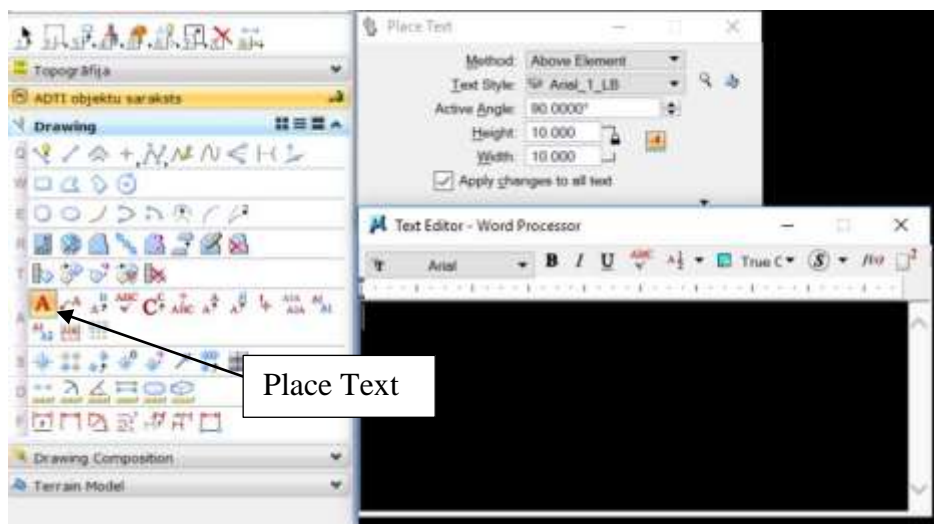 Topogrāfija
ADTI objektu saraksts
Drawing
Q
W
E
R
T
A
S
D
F
Drawing Composition
Terrain Model
Place Text
Method: Above Element
Text Style: Arial_1_LB
Active Angle: 90.0000°
Height: 10.000
Width: 10.000
Apply changes to all text
Text Editor - Word Processor
Arial
B I U ABC True C
Place Text